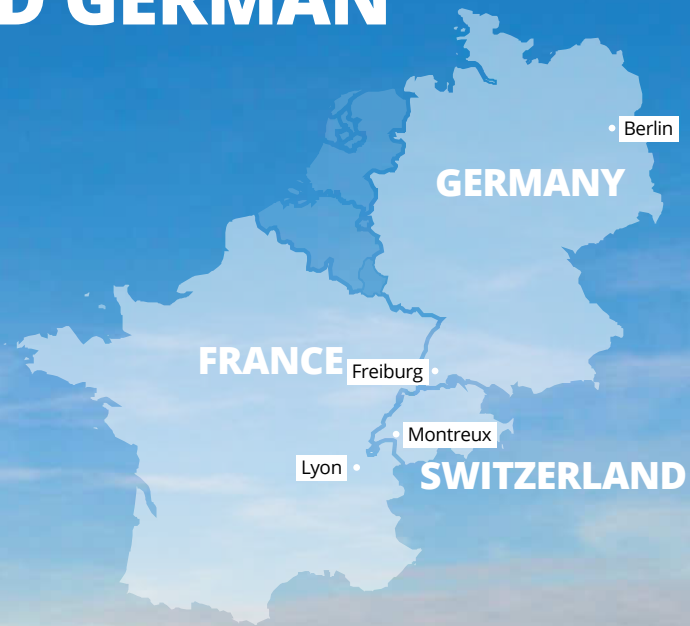 D GERMAN
Berlin
GERMANY
FRANCE
Freiburg
Montreux
Lyon
SWITZERLAND